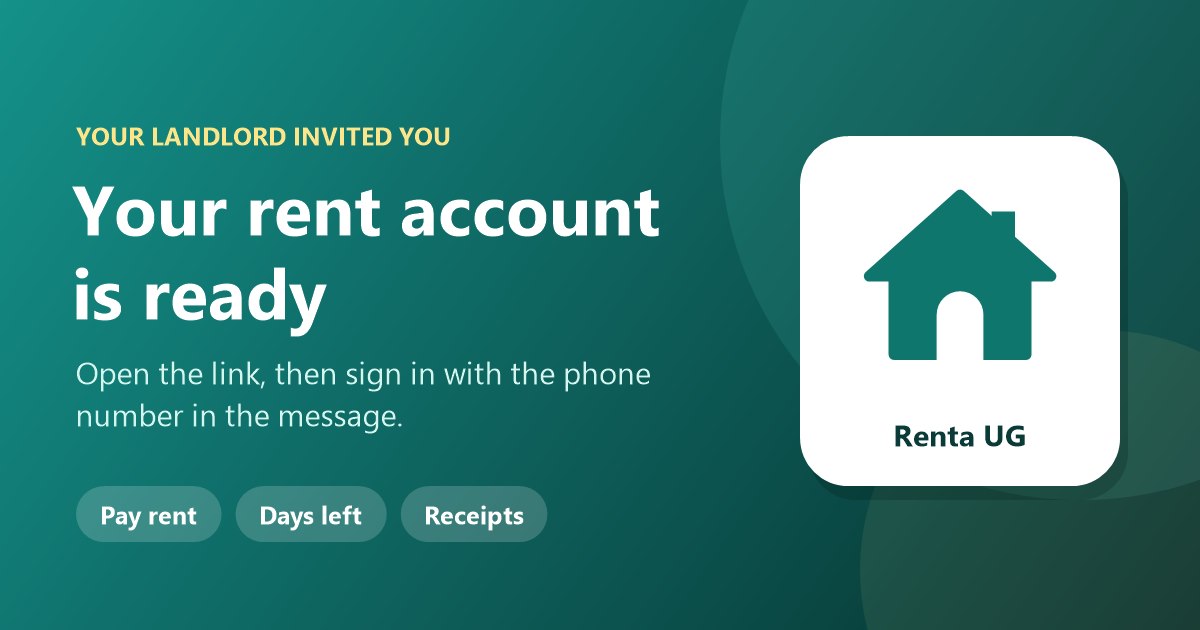 YOUR LANDLORD INVITED YOU
Your rent account
is ready
Open the link, then sign in with the phone
number in the message.
Pay rent
Days left
Receipts
Renta UG